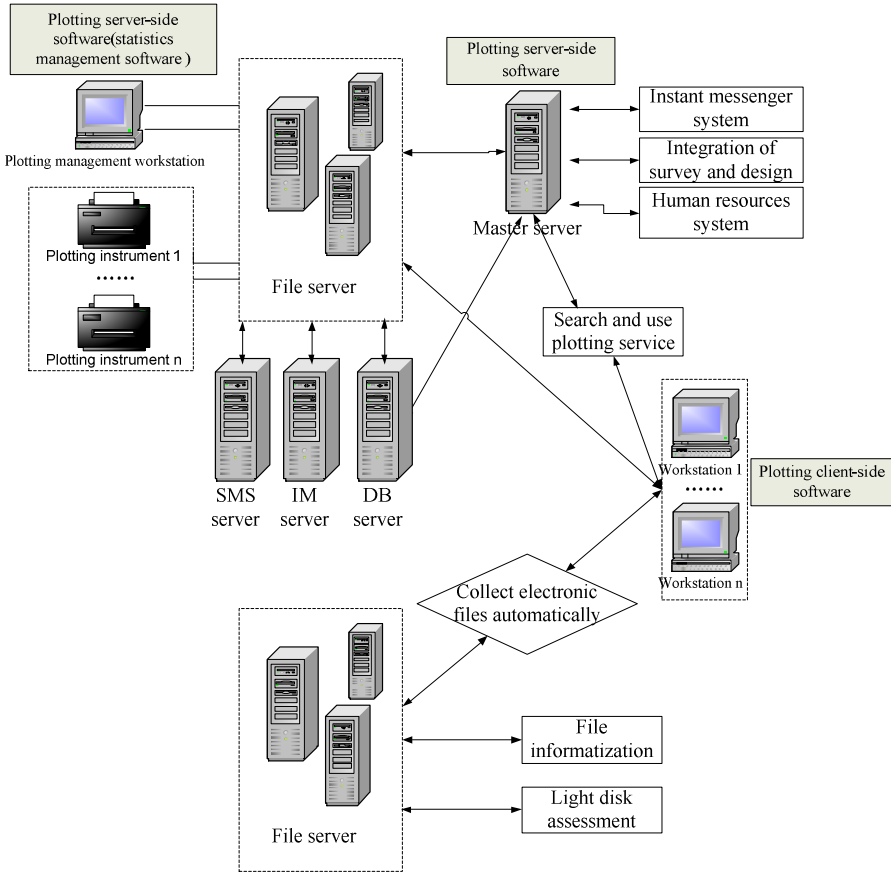 Plotting server-side
software(statistics
management software )
Plotting management workstation
Plotting instrument 1
......
Plotting instrument n
File server
Plotting server-side
software
Master server
Instant messenger
system
Integration of
survey and design
Human resources
system
Search and use
plotting service
SMS
server
IM
server
DB
server
Workstation 1
......
Workstation n
Plotting client-side
software
Collect electronic
files automatically
File server
File
informatization
Light disk
assessment